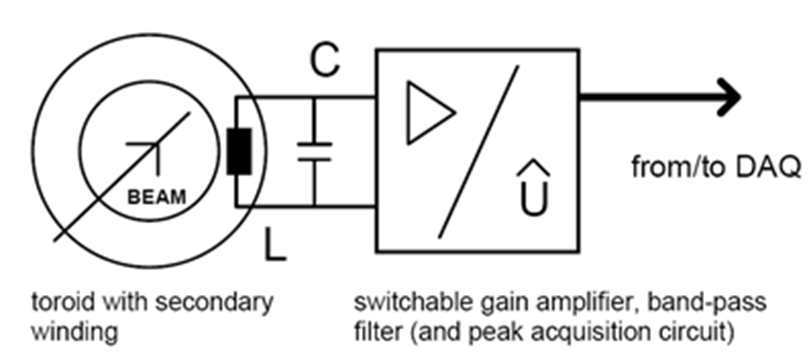 C
BEAM
L
Û
from/to DAQ
toroid with secondary
winding
switchable gain amplifier, band-pass
filter (and peak acquisition circuit)